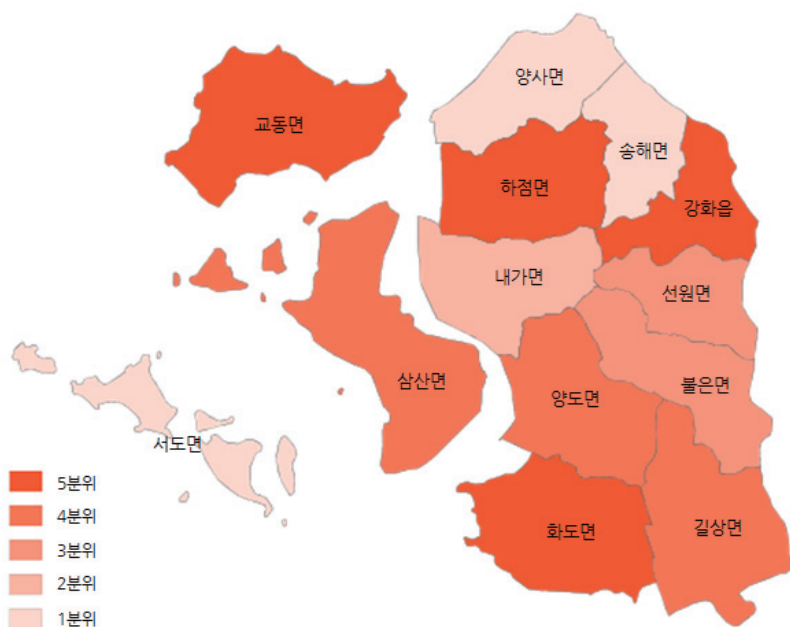 양사면
교동면
송해면
하점면
강화읍
내가면
선원면
삼산면
불은면
양도면
서도면
화도면
길상면
5분위
4분위
3분위
2분위
1분위